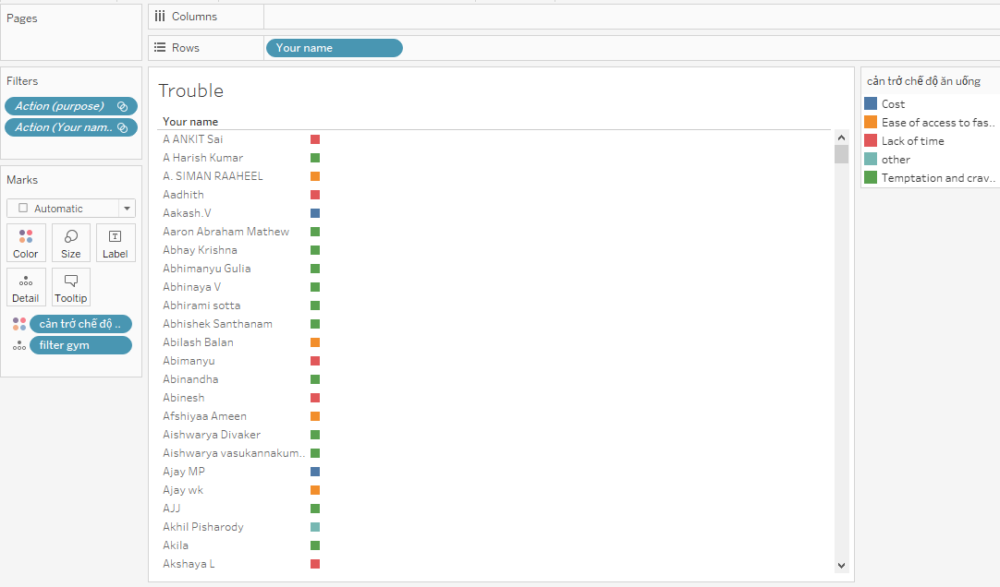 Pages
Columns
Rows
Your name
Filters
Action (purpose)
Action (Your nam..
Marks
Automatic
Color
Size
Label
Detail
Tooltip
cản trở chế độ ..
filter gym
Trouble
Your name
A ANKIT Sai
A Harish Kumar
A. SIMAN RAAHEEL
Aadhith
Aakash.V
Aaron Abraham Mathew
Abhay Krishna
Abhimanyu Gulia
Abhinaya V
Abhirami sotta
Abhishek Santhanam
Abilash Balan
Abimanyu
Abinandha
Abinesh
Afshiyaa Ameen
Aishwarya Divaker
Aishwarya vasukannakum..
Ajay MP
Ajay wk
AJJ
Akhil Pisharody
Akila
Akshaya L
cản trở chế độ ăn uống
Cost
Ease of access to fas..
Lack of time
other
Temptation and crav..